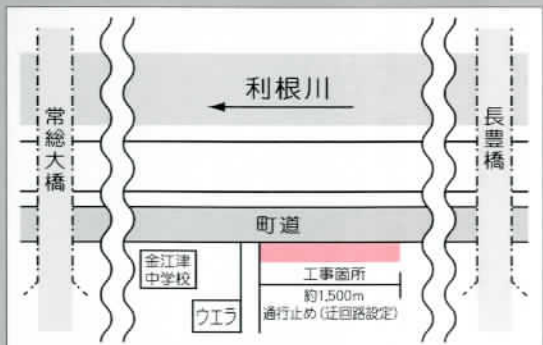 利根川
常総大橋
長豊橋
町道
金江津
中学校
工事箇所
約1,500m
通行止め(迂回路設定)
ウエラ